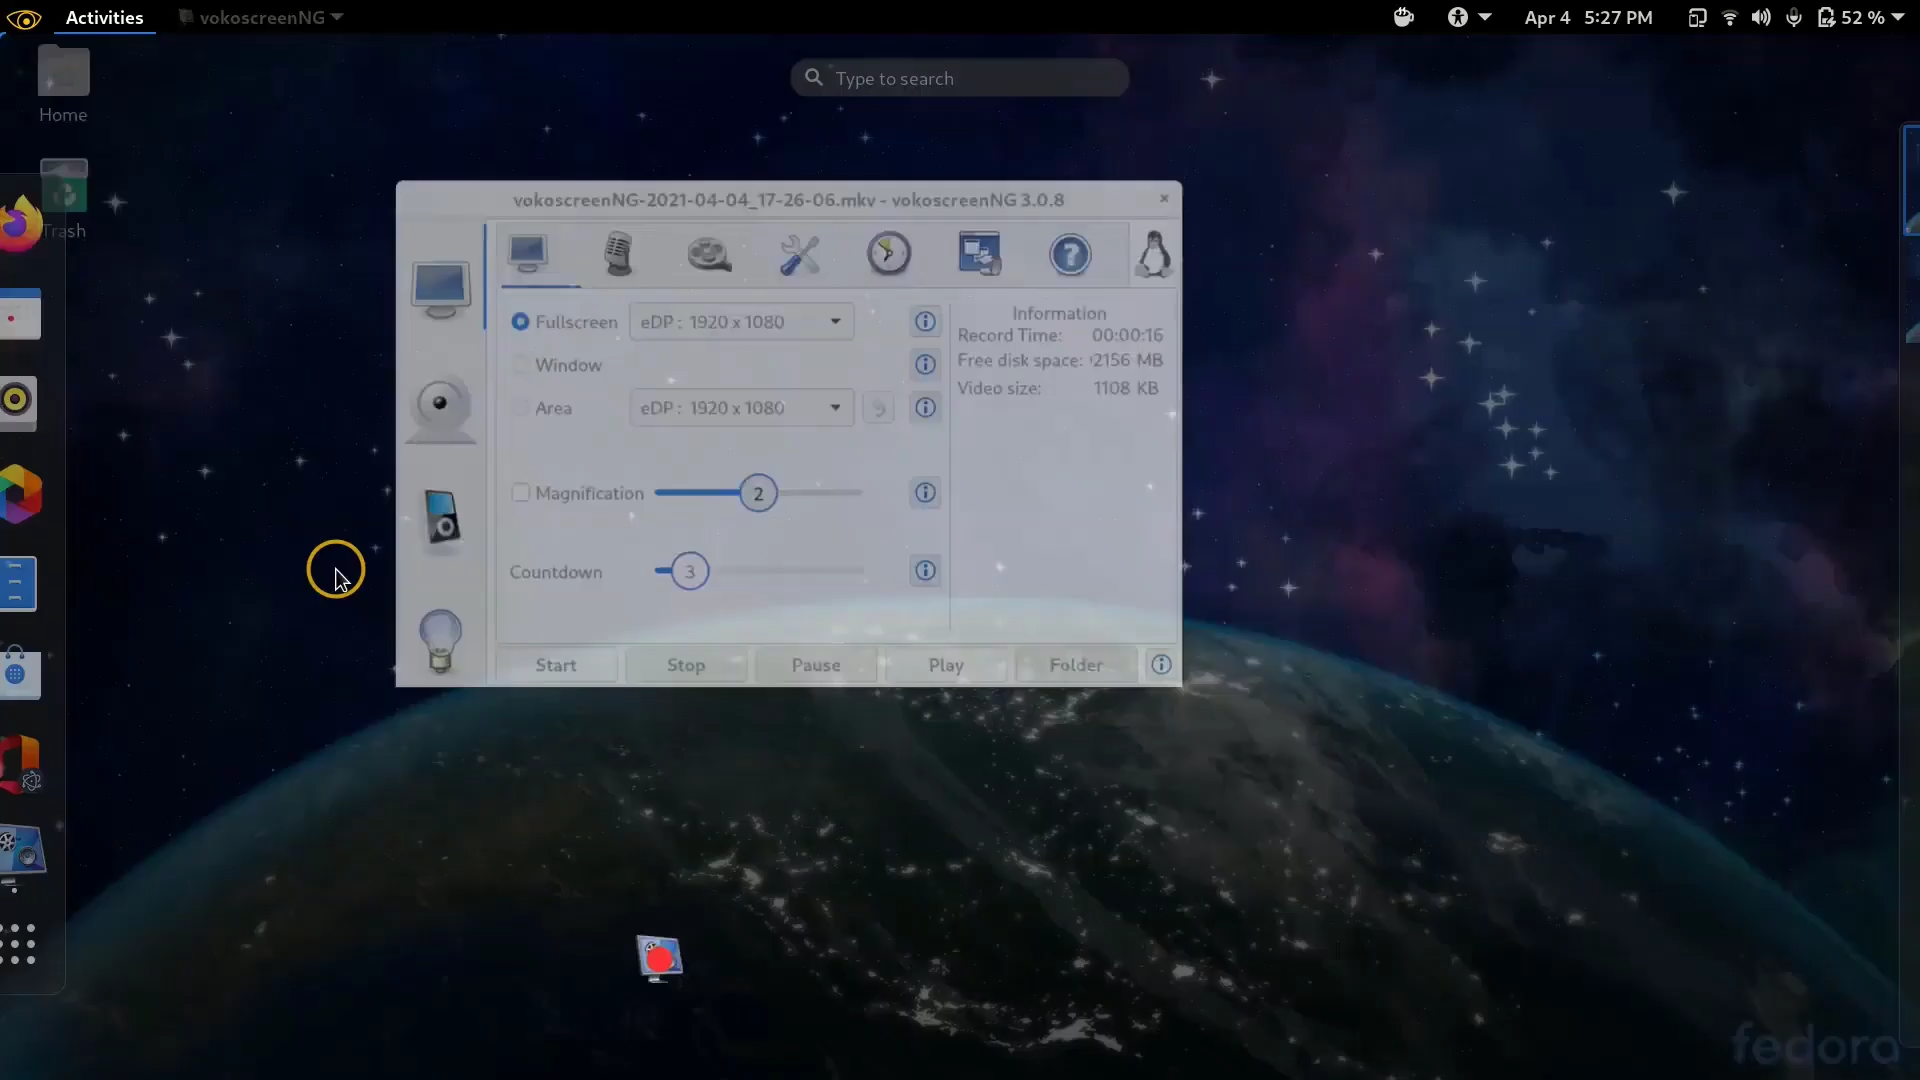 Activities
vokoscreenNG
Apr 4 5:27 PM
52 %
Type to search
Home
Trash
vokoscreenNG-2021-04-04_17-26-06.mkv - vokoscreenNG 3.0.8
Fullscreen
eDP : 1920 x 1080
Window
Area
eDP : 1920 x 1080
Magnification
2
Countdown
3
Information
Record Time: 00:00:16
Free disk space: 2156 MB
Video size: 1108 KB
Start
Stop
Pause
Play
Folder
fedora